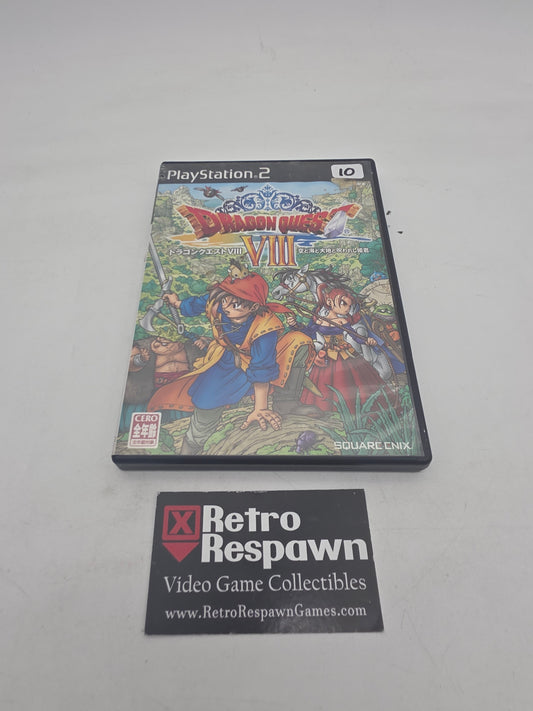 PlayStation 2
10
DRAGON QUEST
VIII
ドラゴンクエストVIII 空と海と大地と呪われし姫君
CERO
全年齢
SQUARE ENIX
Retro
Respawn
Video Game Collectibles
www.RetroRespawnGames.com